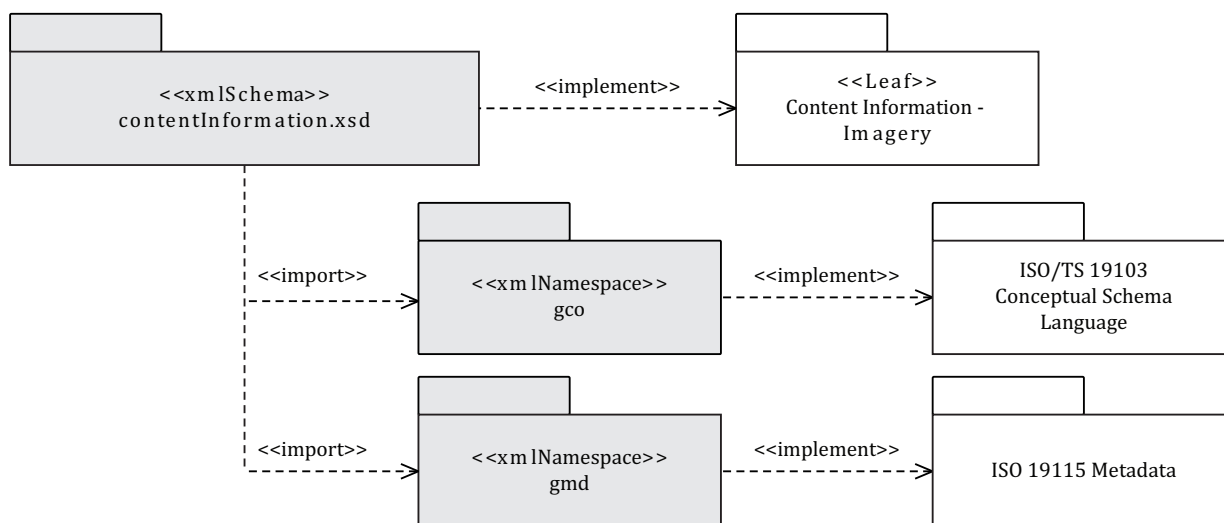 <<xmlSchema>>
contentInformation.xsd
<<implement>>
<<Leaf>>
Content Information -
Imagery
<<import>>
<<xmlNamespace>>
gco
<<implement>>
ISO/TS 19103
Conceptual Schema
Language
<<import>>
<<xmlNamespace>>
gmd
<<implement>>
ISO 19115 Metadata